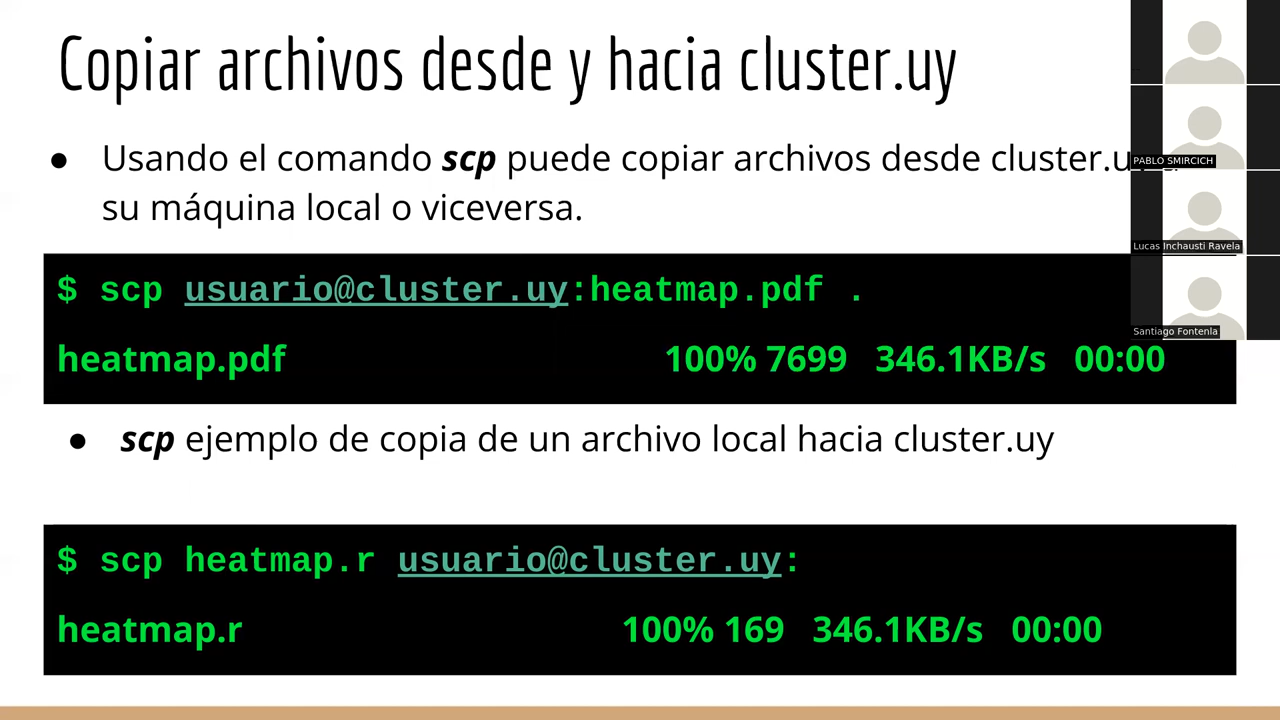 Copiar archivos desde y hacia cluster.uy
● Usando el comando scp puede copiar archivos desde cluster.uy a
su máquina local o viceversa.
$ scp usuario@cluster.uy:heatmap.pdf .
heatmap.pdf 100% 7699 346.1KB/s 00:00
● scp ejemplo de copia de un archivo local hacia cluster.uy
$ scp heatmap.r usuario@cluster.uy:
heatmap.r 100% 169 346.1KB/s 00:00
PABLO SMIRCICH
Lucas Inchausti Ravela
Santiago Fontenla